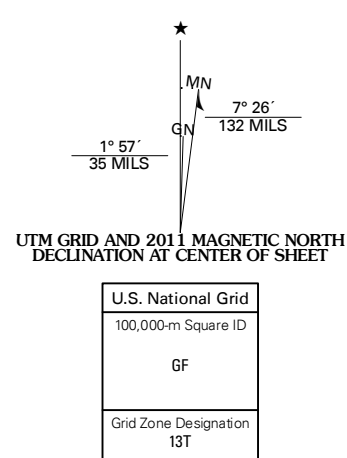 ★
MN
7° 26´
132 MILS
GN
1° 57´
35 MILS
UTM GRID AND 2011 MAGNETIC NORTH
DECLINATION AT CENTER OF SHEET
U.S. National Grid
100,000-m Square ID
GF
Grid Zone Designation
13T